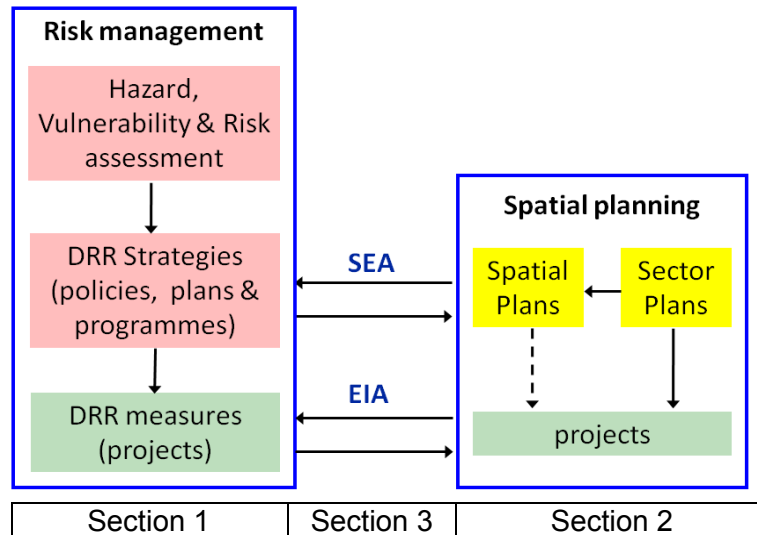 Risk management
Hazard,
Vulnerability & Risk
assessment
DRR Strategies
(policies, plans &
programmes)
DRR measures
(projects)
SEA
EIA
Spatial planning
Spatial
Plans
Sector
Plans
projects
Section 1
Section 3
Section 2